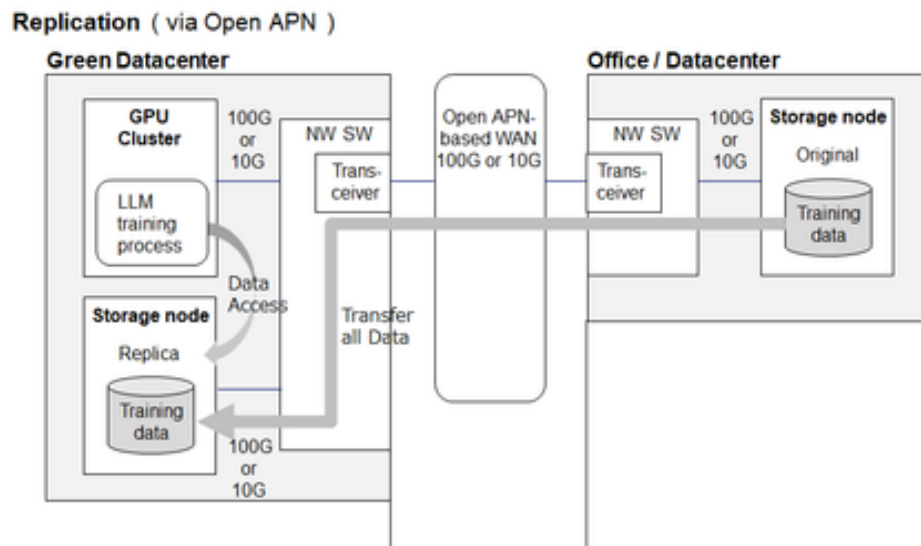 Replication ( via Open APN )
Green Datacenter
GPU
Cluster
LLM
training
process
100G
or
10G
NW SW
Trans-
ceiver
Data
Access
Storage node
Replica
Training
data
100G
or
10G
Transfer
all Data
Open APN-
based WAN
100G or 10G
Office / Datacenter
NW SW
Trans-
ceiver
100G
or
10G
Storage node
Original
Training
data